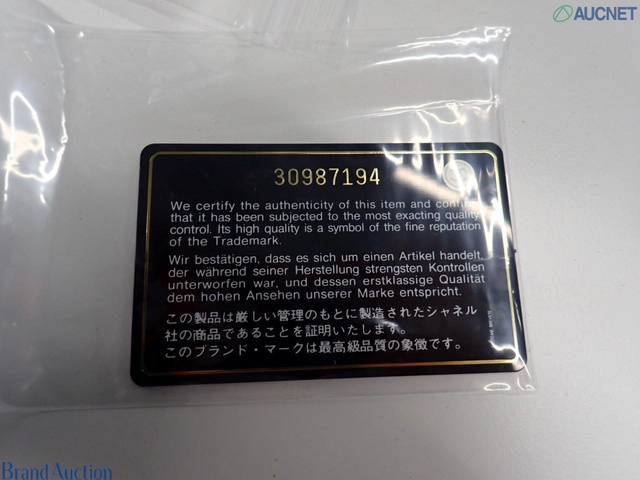 AUCNET
30987194
We certify the authenticity of this item and confirm
that it has been subjected to the most exacting quality
control. Its high quality is a symbol of the fine reputation
of the Trademark.
Wir bestätigen, dass es sich um einen Artikel handelt,
der während seiner Herstellung strengsten Kontrollen
unterworfen war, und dessen erstklassige Qualität
dem hohen Ansehen unserer Marke entspricht.
この製品は厳しい管理のもとに製造されたシャネル
社の商品であることを証明いたします。
このブランド・マークは最高級品質の象徴です。
BrandAuction